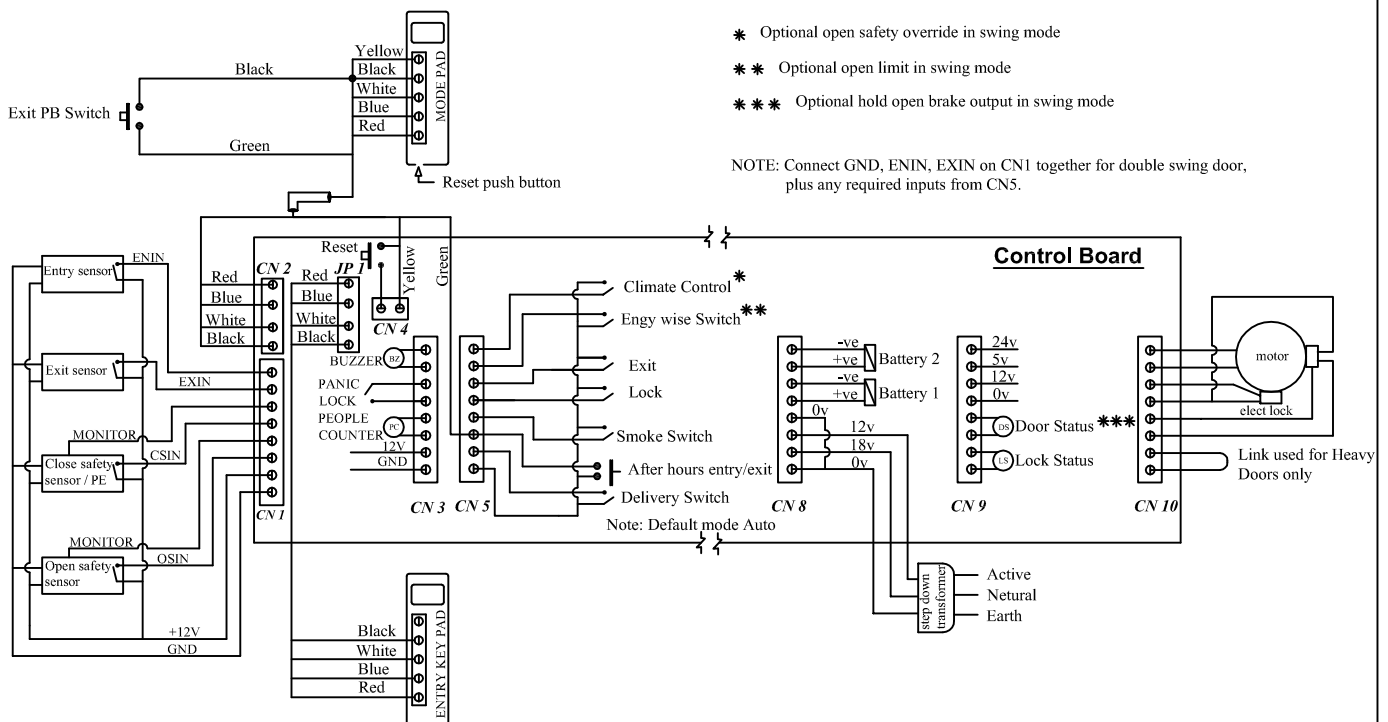 * Optional open safety override in swing mode
** Optional open limit in swing mode
*** Optional hold open brake output in swing mode
NOTE: Connect GND, ENIN, EXIN on CN1 together for double swing door,
plus any required inputs from CN5.
Yellow
Black
White
Blue
Red
MODE PAD
Black
Exit PB Switch
Green
Reset push button
Control Board
ENIN
Entry sensor
Exit sensor
EXIN
MONITOR
Close safety
sensor / PE
CSIN
MONITOR
Open safety
sensor
OSIN
+12V
GND
CN 2
Red
Blue
White
Black
CN 1
Reset
JP 1
Red
Blue
White
Black
Yellow
Green
CN 4
BUZZER
BZ
PANIC
LOCK
PEOPLE
COUNTER
PC
12V
GND
CN 3
CN 5
Climate Control*
Engy wise Switch**
Exit
Lock
Smoke Switch
After hours entry/exit
Delivery Switch
Note: Default mode Auto
-ve
+ve
Battery 2
-ve
+ve
Battery 1
0v
12v
18v
0v
CN 8
24v
5v
12v
0v
DS
Door Status ***
LS
Lock Status
CN 9
motor
elect lock
Link used for Heavy
Doors only
CN 10
step down
transformer
Active
Netural
Earth
Black
White
Blue
Red
ENTRY KEY PAD